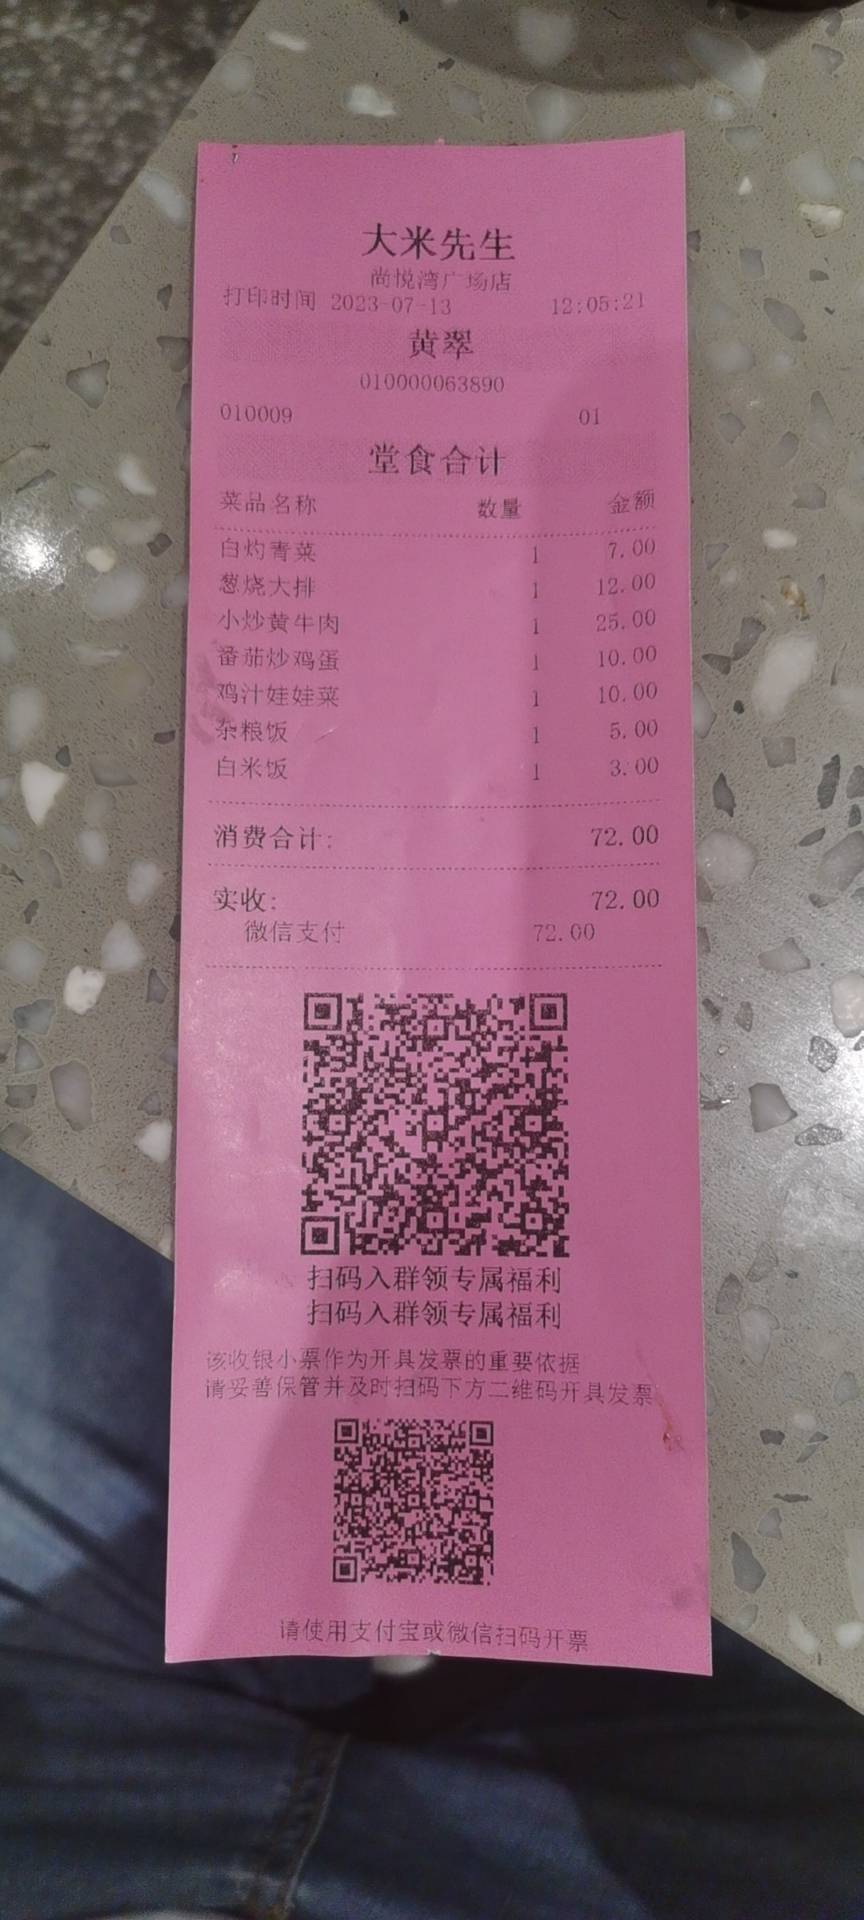 大米先生
尚悦湾广场店
打印时间 2023-07-13 12:05:21
黄翠
010000063890
010009 01
堂食合计
菜品名称 数量 金额
白灼青菜 1 7.00
葱烧大排 1 12.00
小炒黄牛肉 1 25.00
番茄炒鸡蛋 1 10.00
鸡汁娃娃菜 1 10.00
杂粮饭 1 5.00
白米饭 1 3.00
消费合计: 72.00
实收: 72.00
微信支付 72.00
扫码入群领专属福利
扫码入群领专属福利
该收银小票作为开具发票的重要依据
请妥善保管并及时扫码下方二维码开具发票
请使用支付宝或微信扫码开票